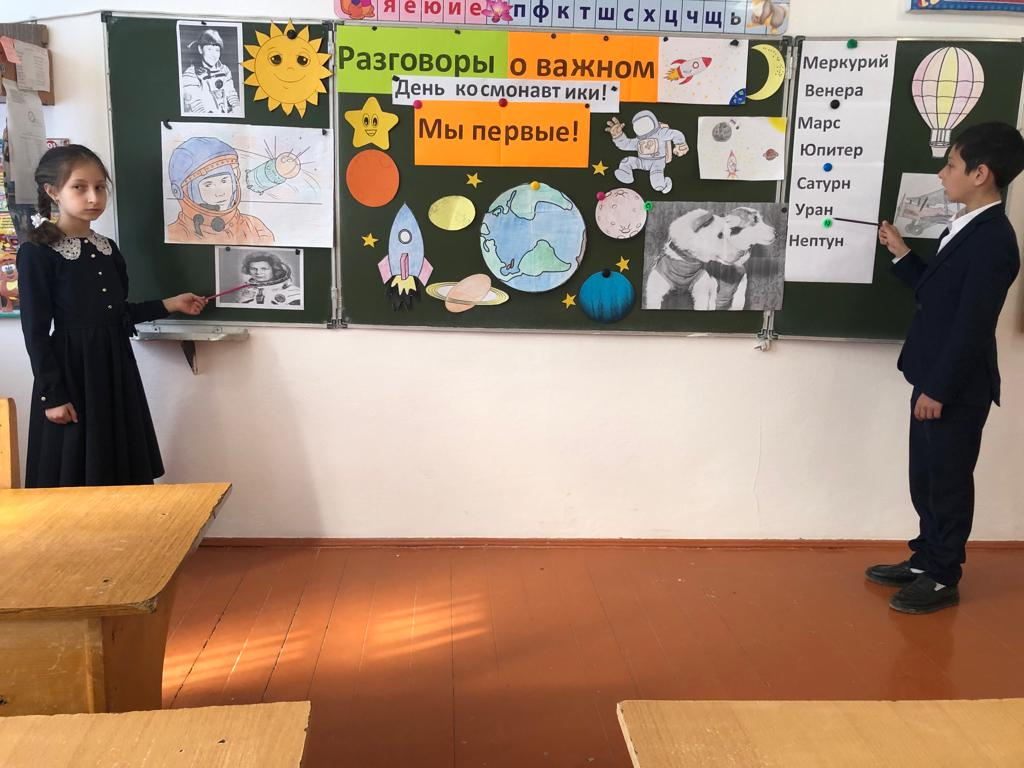 я е ю и е п ф к т ш с х ц ч щ ь
Разговоры о важном
День космонавтики!
Мы первые!
Меркурий
Венера
Марс
Юпитер
Сатурн
Уран
Нептун